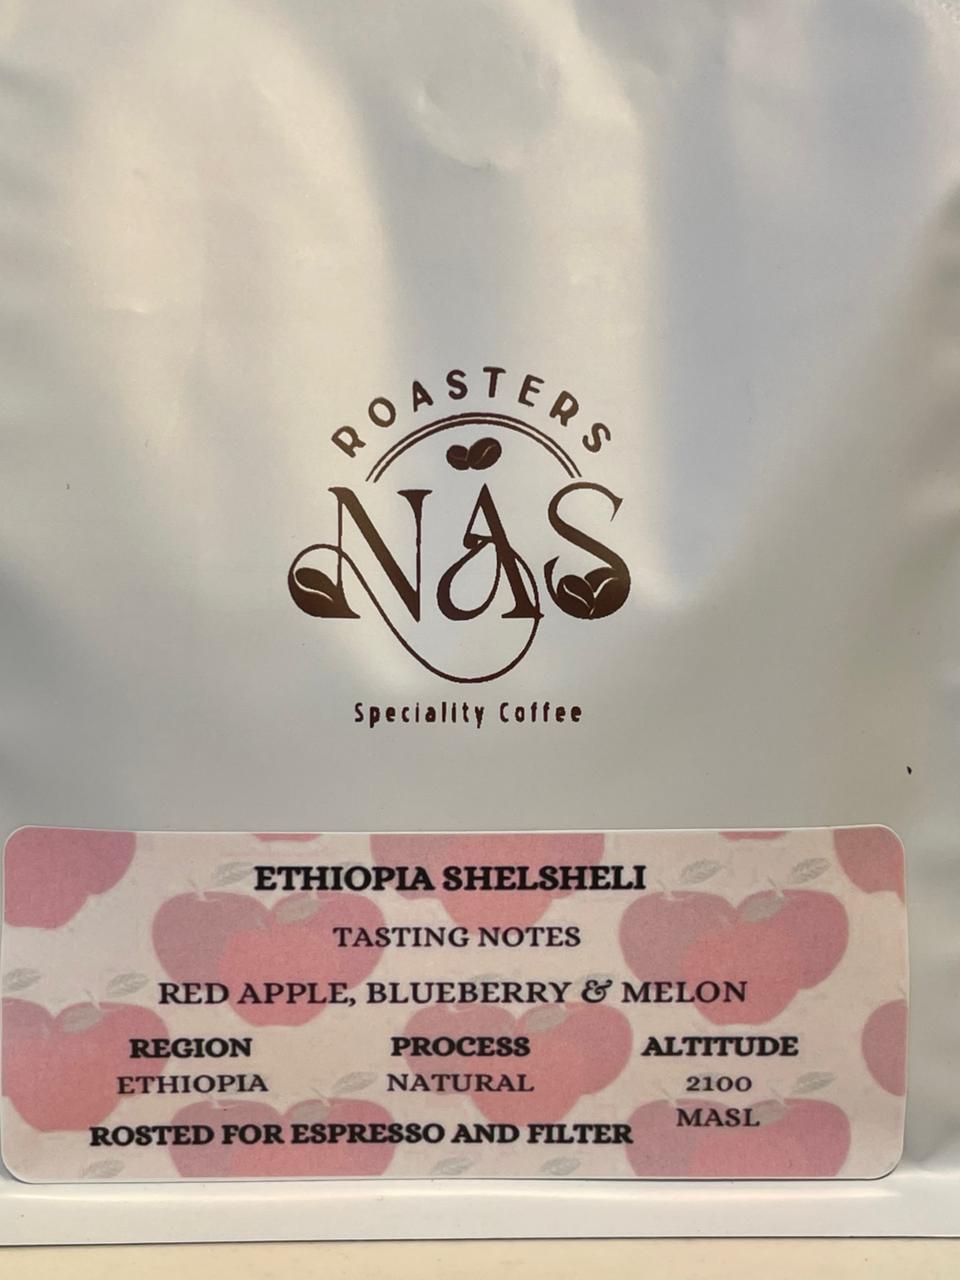 ROASTERS
NAS
Speciality Coffee
ETHIOPIA SHELSHELI
TASTING NOTES
RED APPLE, BLUEBERRY & MELON
REGION PROCESS ALTITUDE
ETHIOPIA NATURAL 2100
MASL
ROSTED FOR ESPRESSO AND FILTER